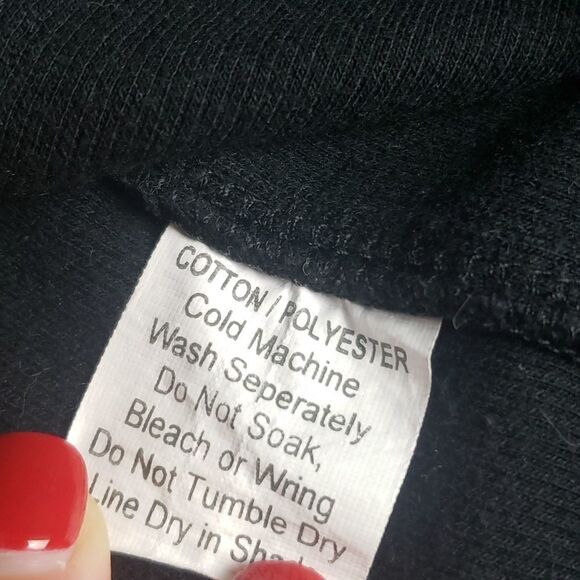 COTTON/POLYESTER
Cold Machine
Wash Seperately
Do Not Soak,
Bleach or Wring
Do Not Tumble Dry
Line Dry in